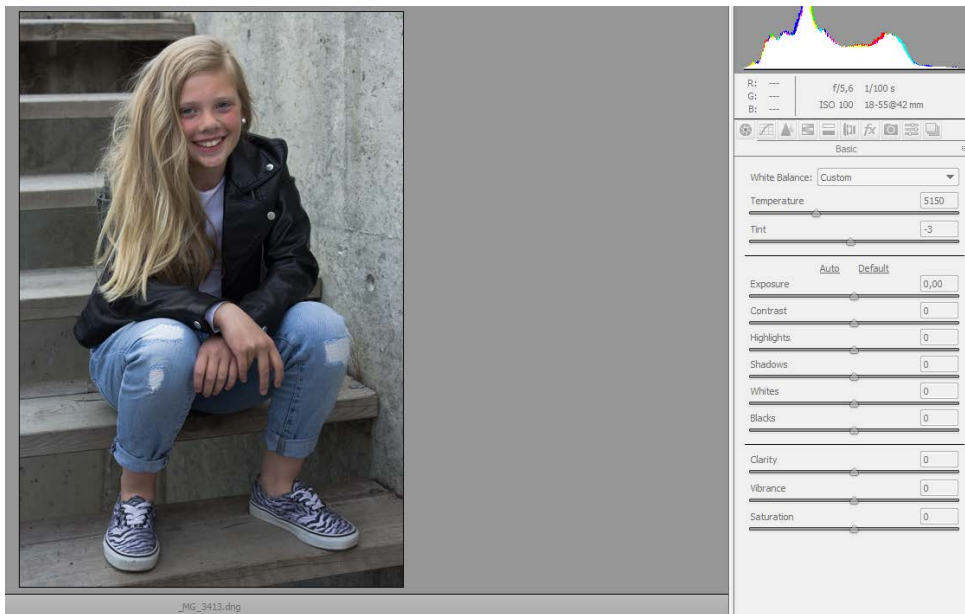 R: ---
G: ---
B: ---
f/5,6 1/100 s
ISO 100 18-55@42 mm
fx
Basic
White Balance: Custom
Temperature 5150
Tint -3
Auto Default
Exposure 0,00
Contrast 0
Highlights 0
Shadows 0
Whites 0
Blacks 0
Clarity 0
Vibrance 0
Saturation 0
_MG_3413.dng